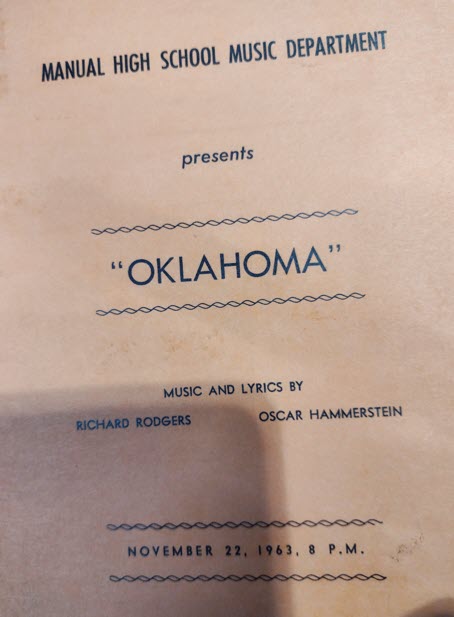 MANUAL HIGH SCHOOL MUSIC DEPARTMENT
presents
“OKLAHOMA”
MUSIC AND LYRICS BY
RICHARD RODGERS OSCAR HAMMERSTEIN
NOVEMBER 22, 1963, 8 P.M.